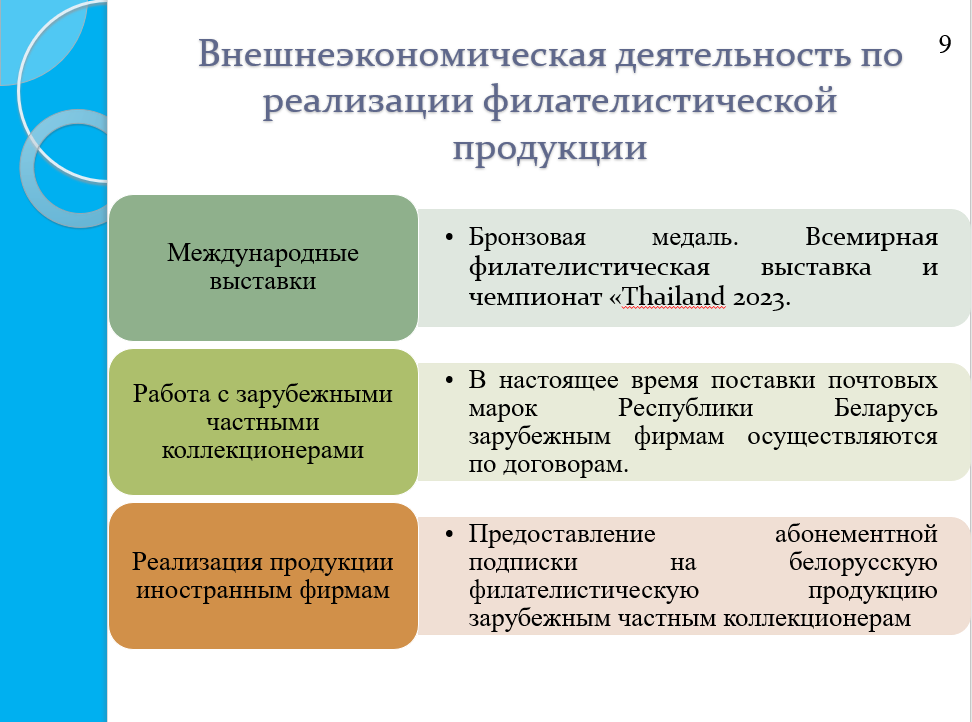 9
Внешнеэкономическая деятельность по
реализации филателистической
продукции
Международные
выставки
• Бронзовая медаль. Всемирная
филателистическая выставка и
чемпионат «Thailand 2023.
Работа с зарубежными
частными
коллекционерами
• В настоящее время поставки почтовых
марок Республики Беларусь
зарубежным фирмам осуществляются
по договорам.
Реализация продукции
иностранным фирмам
• Предоставление абонементной
подписки на белорусскую
филателистическую продукцию
зарубежным частным коллекционерам